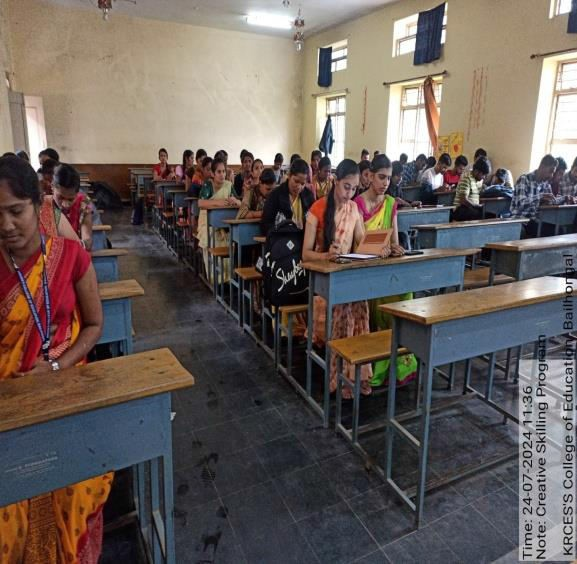 Time: 24-07-2024 11:36
Note: Creative Skilling Program
KRCES'S College of Education, Bailhongal